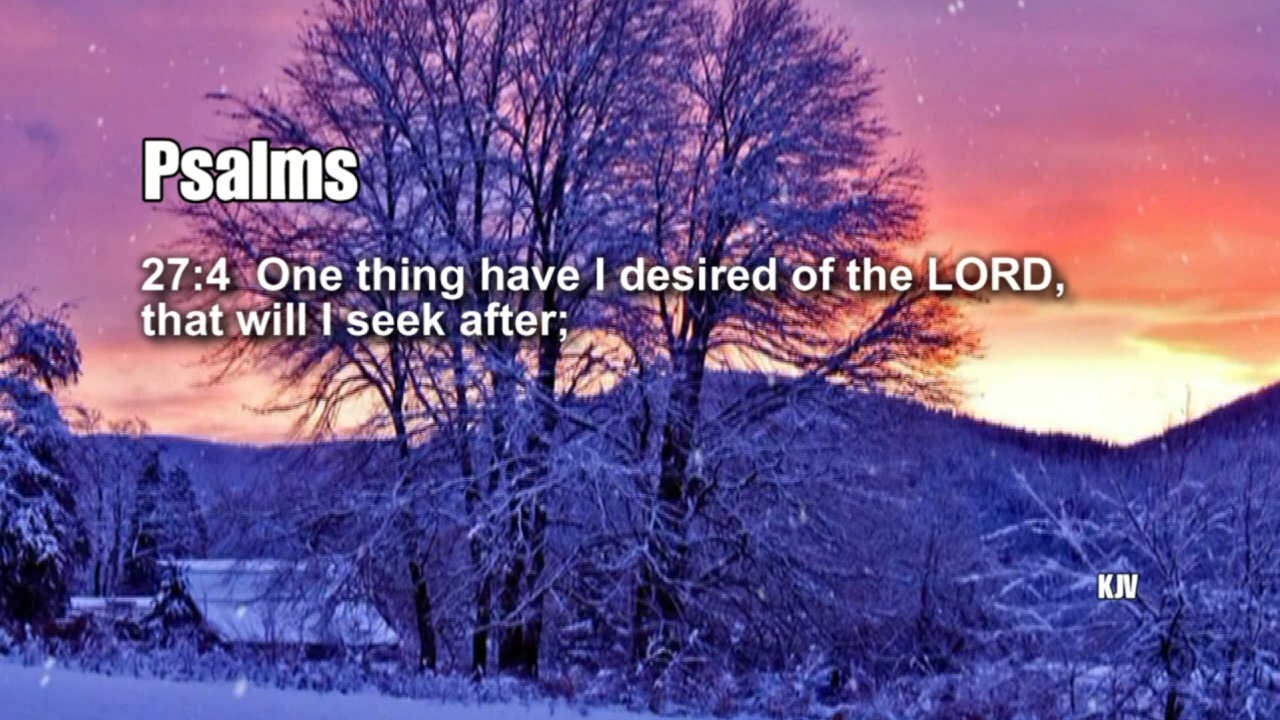 Psalms
27:4 One thing have I desired of the LORD,
that will I seek after;
KJV